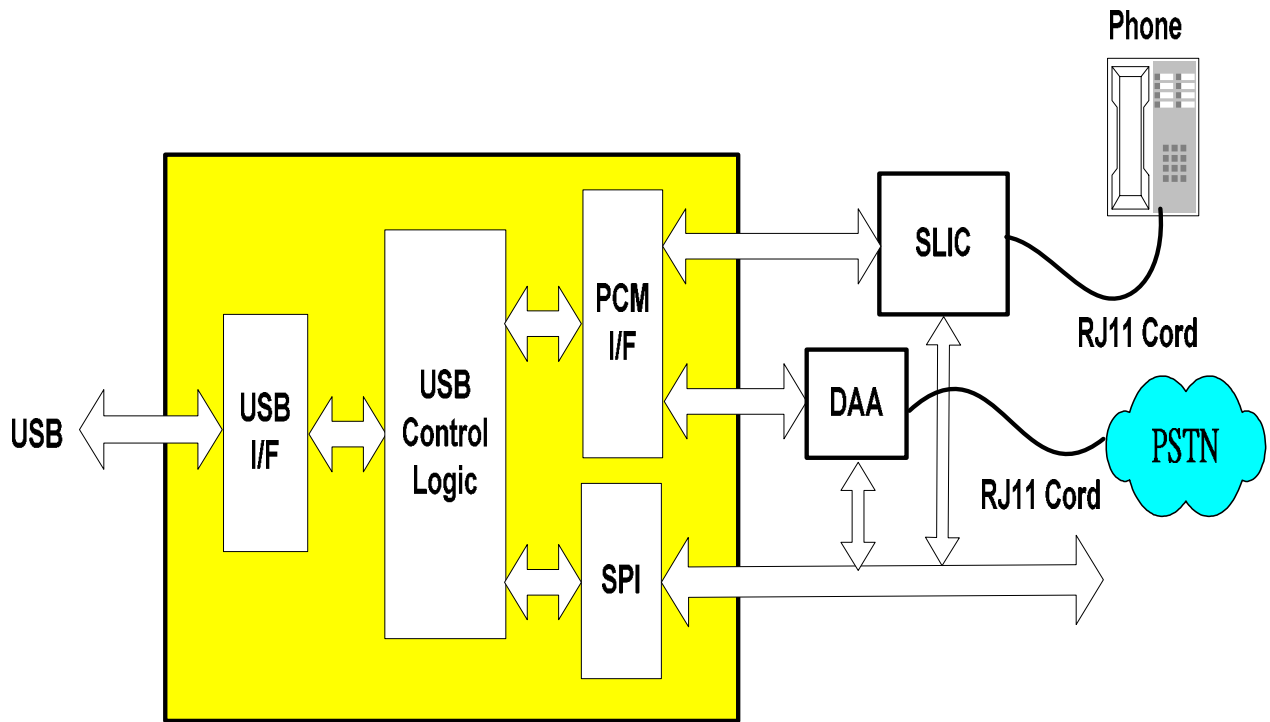 Phone
SLIC
PCM
I/F
RJ11 Cord
USB
Control
Logic
DAA
USB
I/F
USB
PSTN
RJ11 Cord
SPI